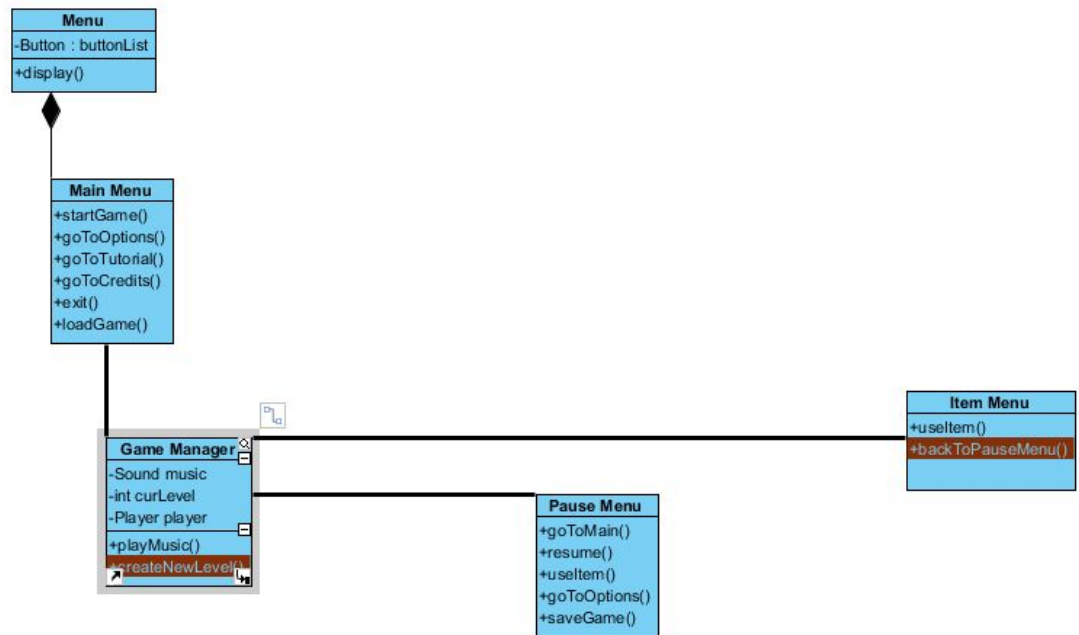 Menu
-Button : buttonList
+display()
Main Menu
+startGame()
+goToOptions()
+goToTutorial()
+goToCredits()
+exit()
+loadGame()
Game Manager
-Sound music
-int curLevel
-Player player
+playMusic()
+createNewLevel()
Item Menu
+useItem()
+backToPauseMenu()
Pause Menu
+goToMain()
+resume()
+useItem()
+goToOptions()
+saveGame()